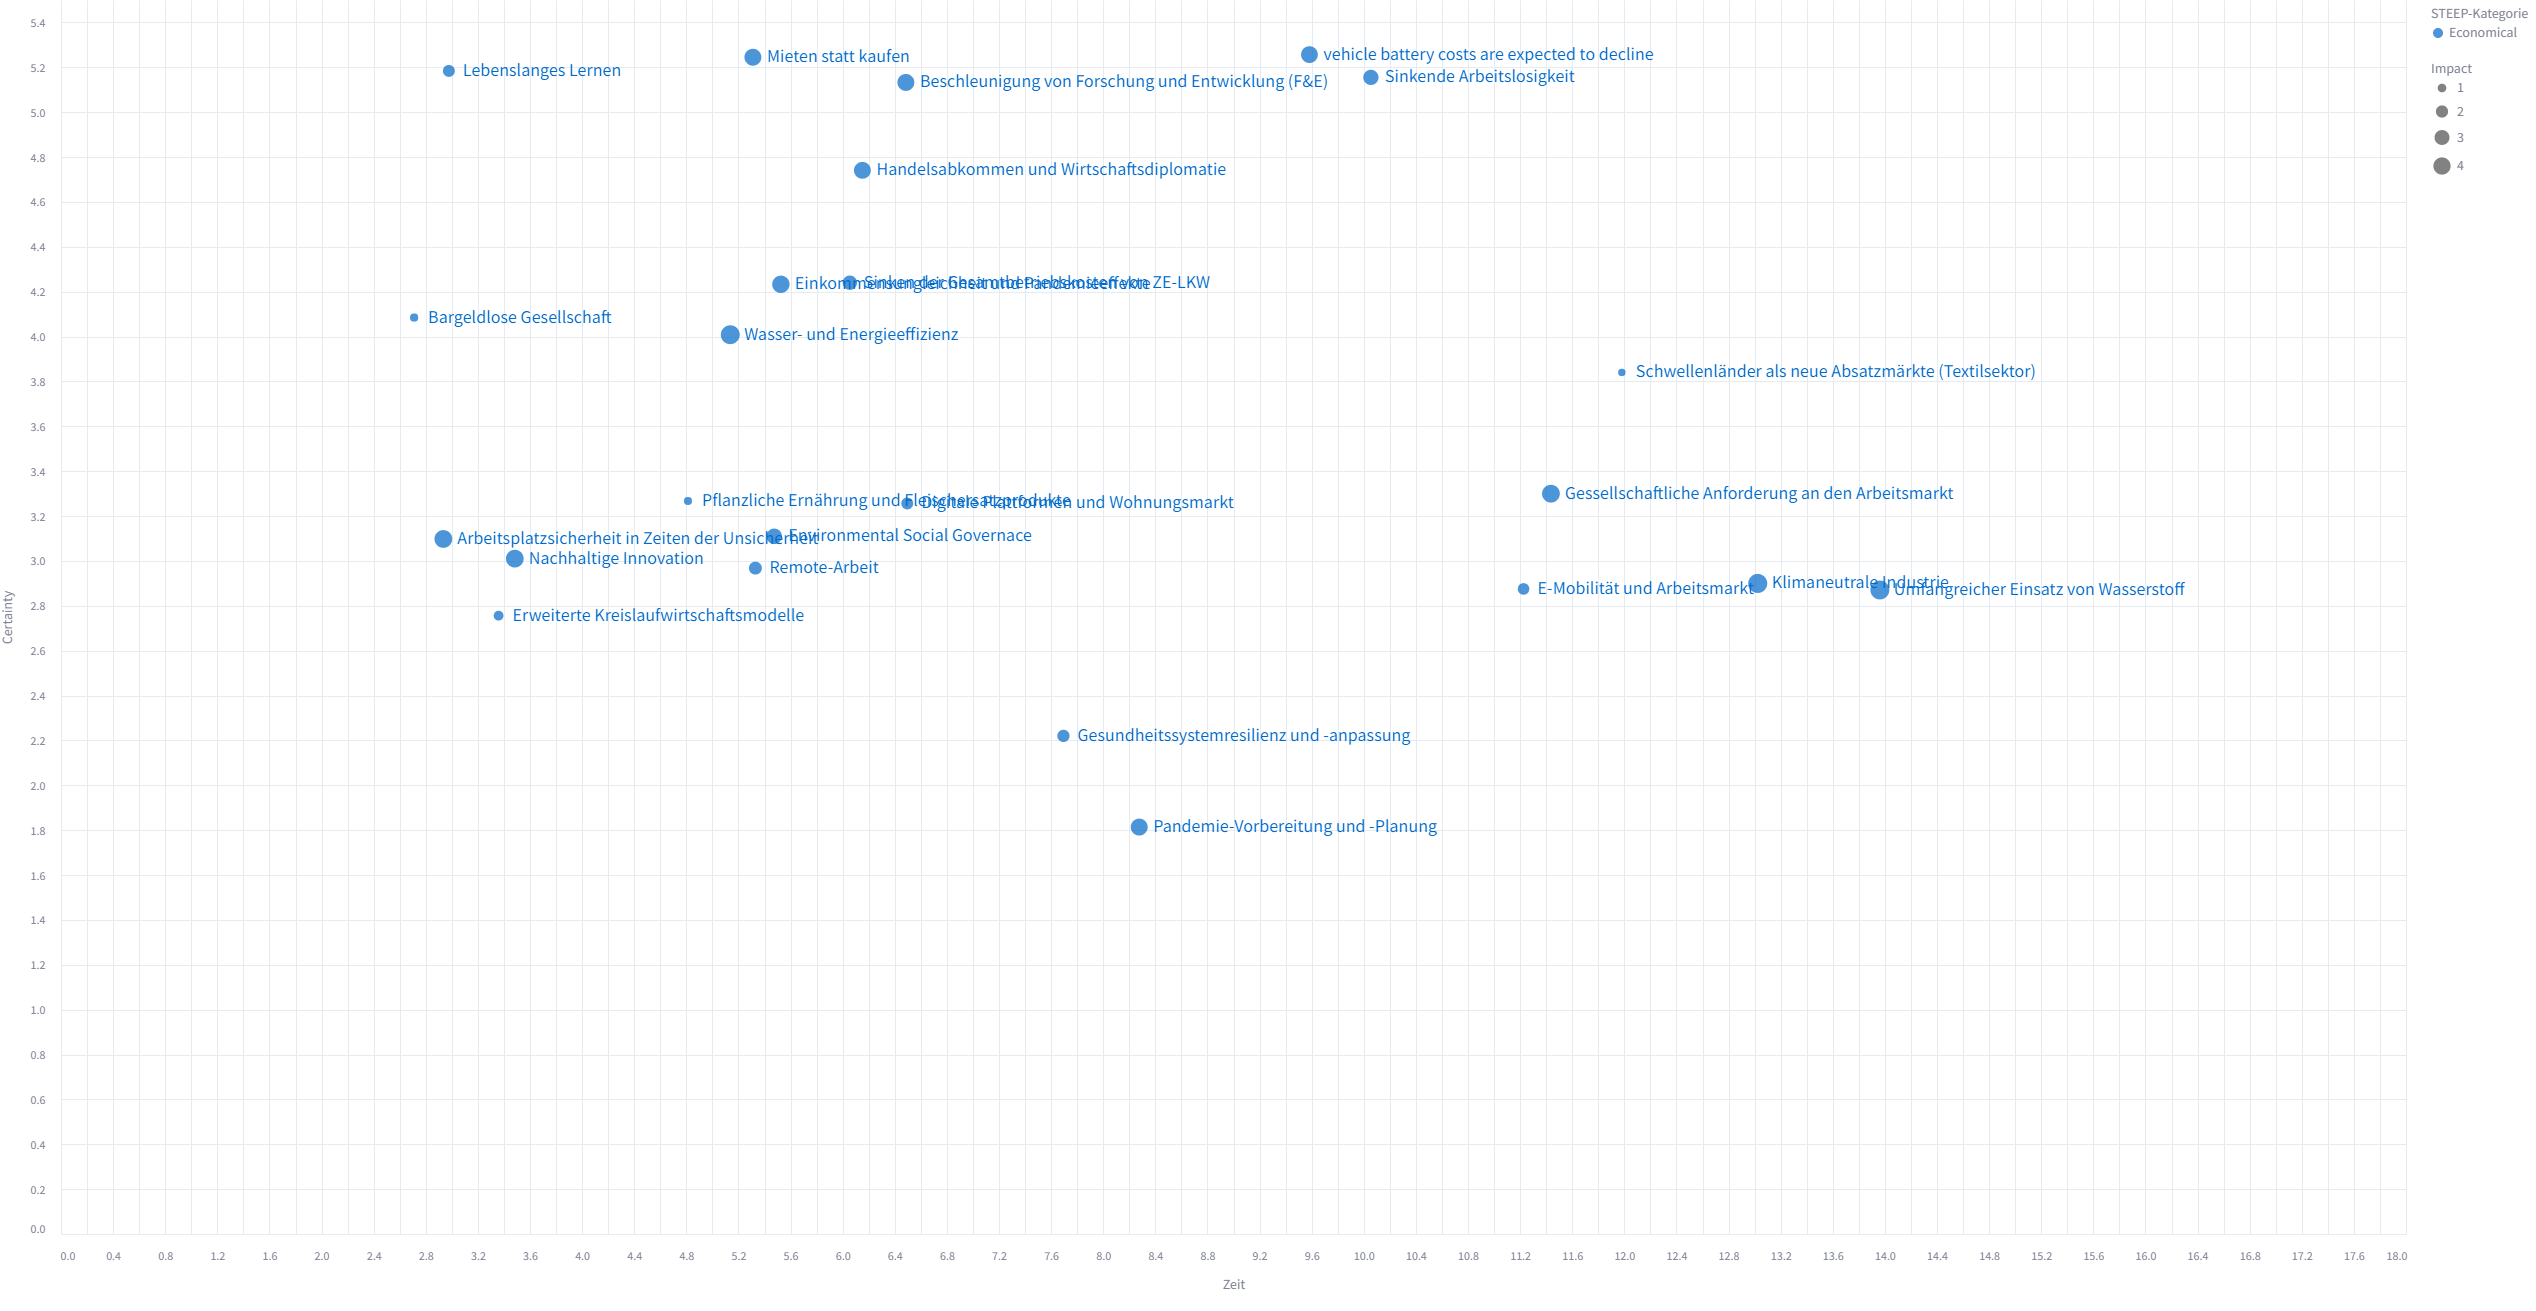 STEEP-Kategorie
Economical
Impact
1
2
3
4
5.4
5.2
5.0
4.8
4.6
4.4
4.2
4.0
3.8
3.6
3.4
3.2
3.0
2.8
2.6
2.4
2.2
2.0
1.8
1.6
1.4
1.2
1.0
0.8
0.6
0.4
0.2
0.0
Certainty
vehicle battery costs are expected to decline
Mieten statt kaufen
Lebenslanges Lernen
Sinkende Arbeitslosigkeit
Beschleunigung von Forschung und Entwicklung (F&E)
Handelsabkommen und Wirtschaftsdiplomatie
Einkommensungleichheit und Pandemieeffekte
Sinken der Gesamtbetriebskosten von ZE-LKW
Bargeldlose Gesellschaft
Wasser- und Energieeffizienz
Schwellenländer als neue Absatzmärkte (Textilsektor)
Gessellschaftliche Anforderung an den Arbeitsmarkt
Pflanzliche Ernährung und Fleischersatzprodukte
Digitale Plattformen und Wohnungsmarkt
Environmental Social Governace
Arbeitsplatzsicherheit in Zeiten der Unsicherheit
Nachhaltige Innovation
Remote-Arbeit
Klimaneutrale Industrie
E-Mobilität und Arbeitsmarkt
Umfangreicher Einsatz von Wasserstoff
Erweiterte Kreislaufwirtschaftsmodelle
Gesundheitssystemresilienz und -anpassung
Pandemie-Vorbereitung und -Planung
0.0 0.4 0.8 1.2 1.6 2.0 2.4 2.8 3.2 3.6 4.0 4.4 4.8 5.2 5.6 6.0 6.4 6.8 7.2 7.6 8.0 8.4 8.8 9.2 9.6 10.0 10.4 10.8 11.2 11.6 12.0 12.4 12.8 13.2 13.6 14.0 14.4 14.8 15.2 15.6 16.0 16.4 16.8 17.2 17.6 18.0
Zeit